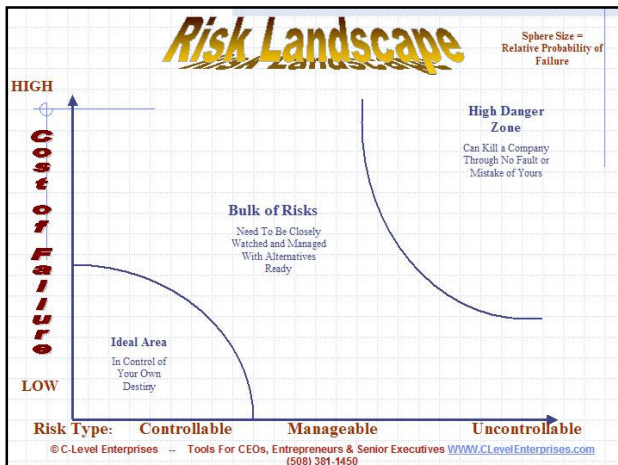 Risk Landscape
Sphere Size =
Relative Probability of
Failure
HIGH
High Danger
Zone
Can Kill a Company
Through No Fault or
Mistake of Yours
Cost of Failure
Bulk of Risks
Need To Be Closely
Watched and Managed
With Alternatives
Ready
Ideal Area
In Control of
Your Own
Destiny
LOW
Risk Type: Controllable Manageable Uncontrollable
© C-Level Enterprises -- Tools For CEOs, Entrepreneurs & Senior Executives WWW.CLevelEnterprises.com
(508) 381-1450